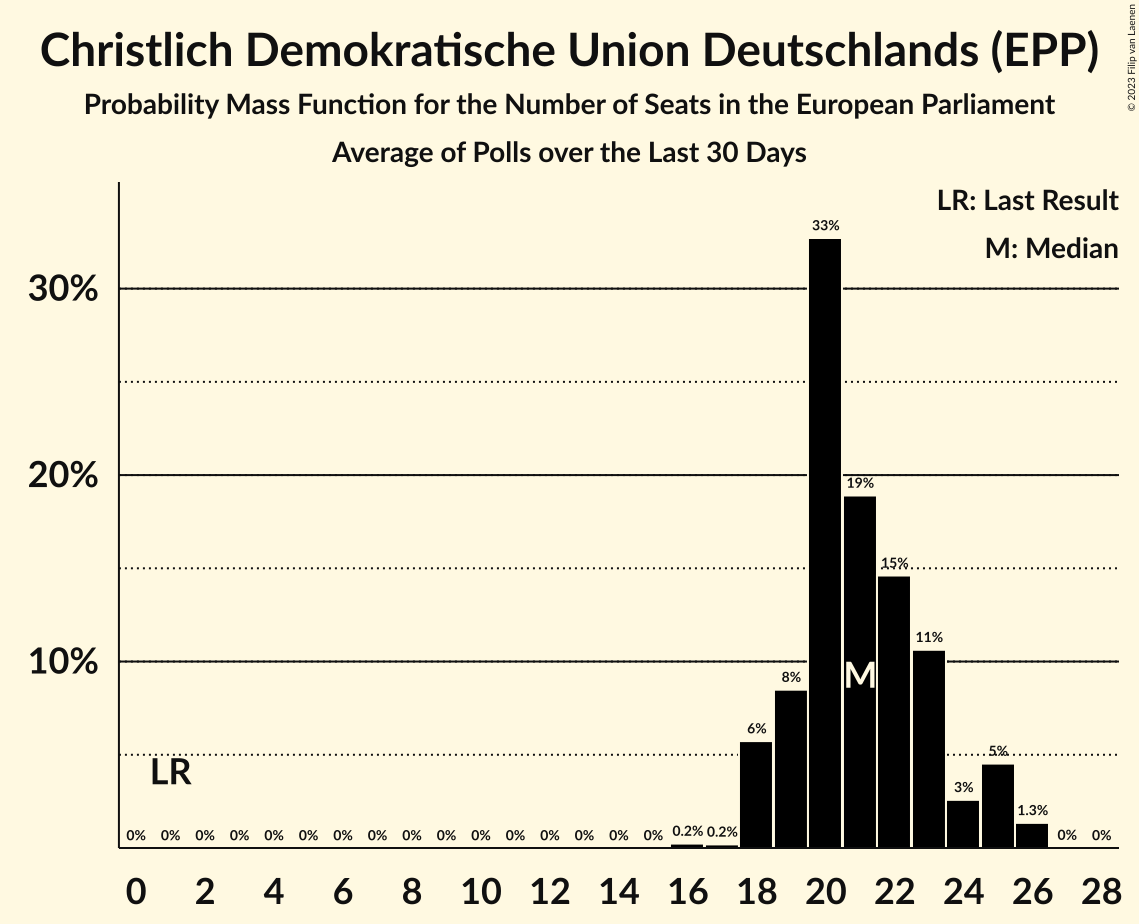 Christlich Demokratische Union Deutschlands (EPP)
Probability Mass Function for the Number of Seats in the European Parliament
Average of Polls over the Last 30 Days
© 2023 Filip van Laenen
LR: Last Result
M: Median
33%
30%
20%
19%
15%
11%
10%
M
8%
6%
5%
LR
3%
1.3%
0% 0% 0% 0% 0% 0% 0% 0% 0% 0% 0% 0% 0% 0% 0% 0% 0.2% 0.2% 0% 0%
0 2 4 6 8 10 12 14 16 18 20 22 24 26 28